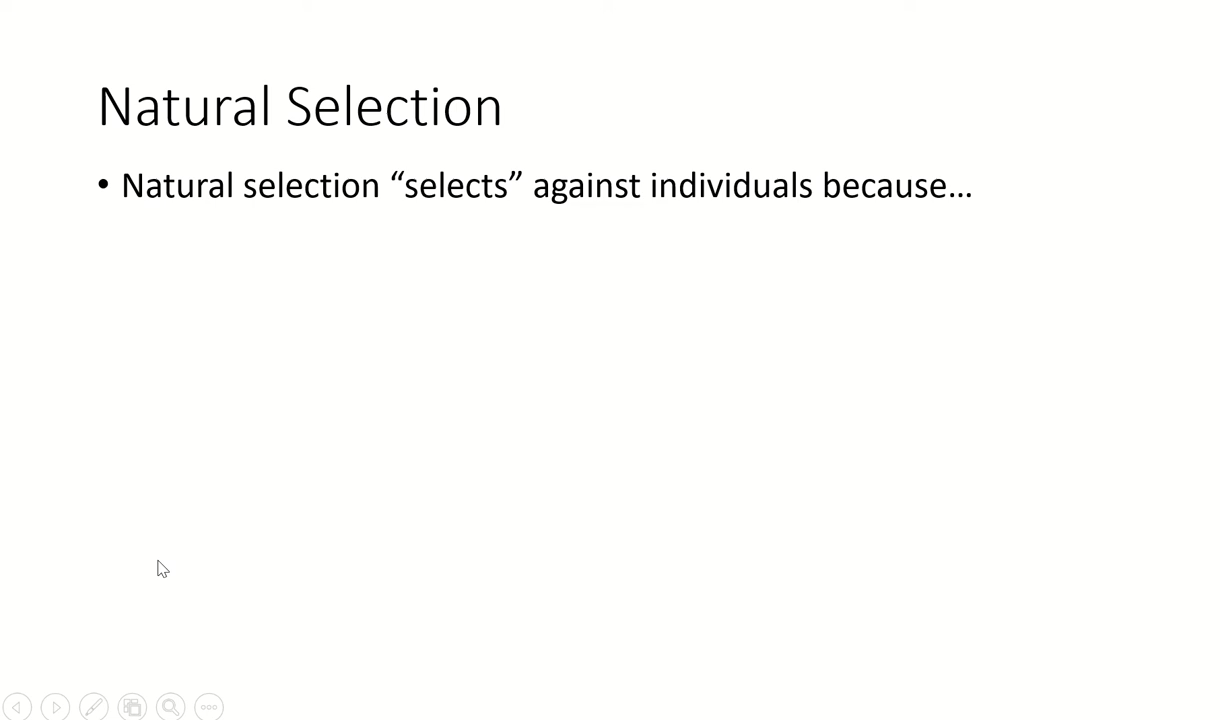 Natural Selection
• Natural selection “selects” against individuals because…